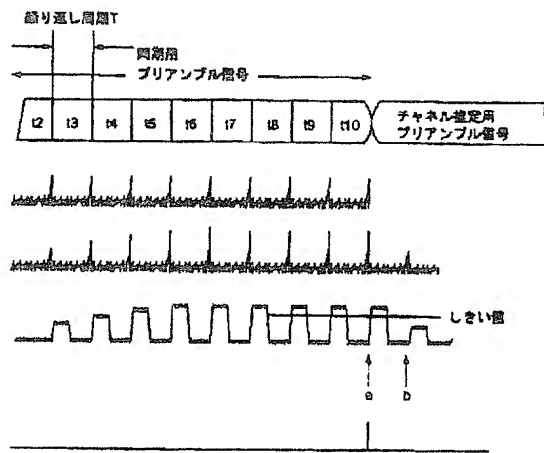 繰り返し周期T
同期用
プリアンブル信号
t2 t3 t4 t5 t6 t7 t8 t9 t10
チャネル推定用
プリアンブル信号
しきい値
a b